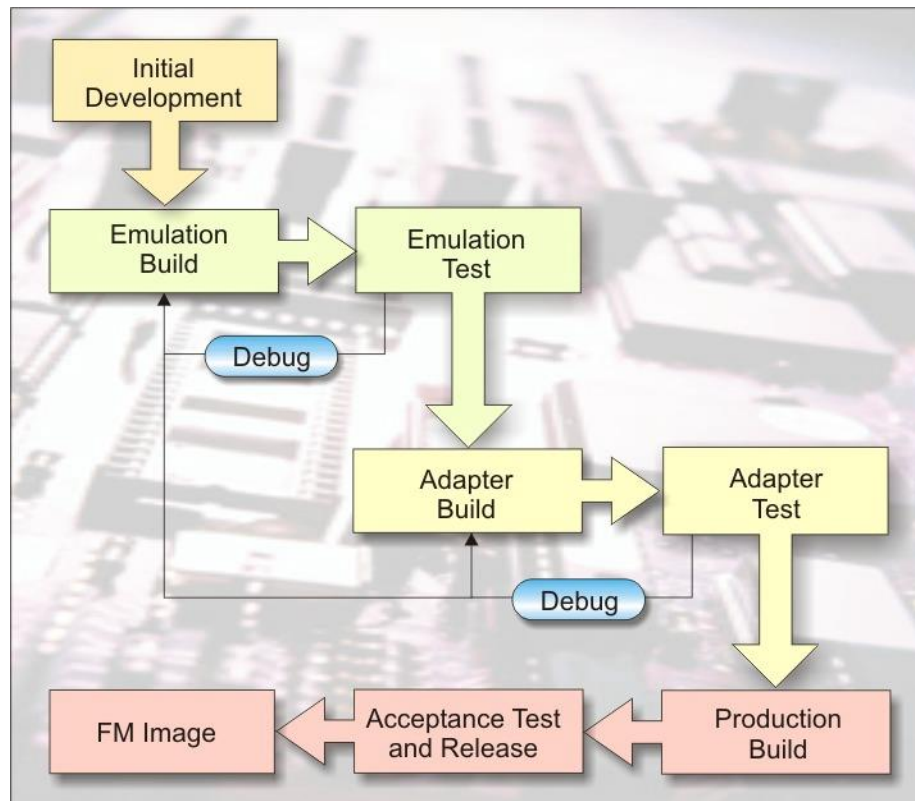 Initial
Development
Emulation
Build
Emulation
Test
Debug
Adapter
Build
Adapter
Test
Debug
FM Image
Acceptance Test
and Release
Production
Build